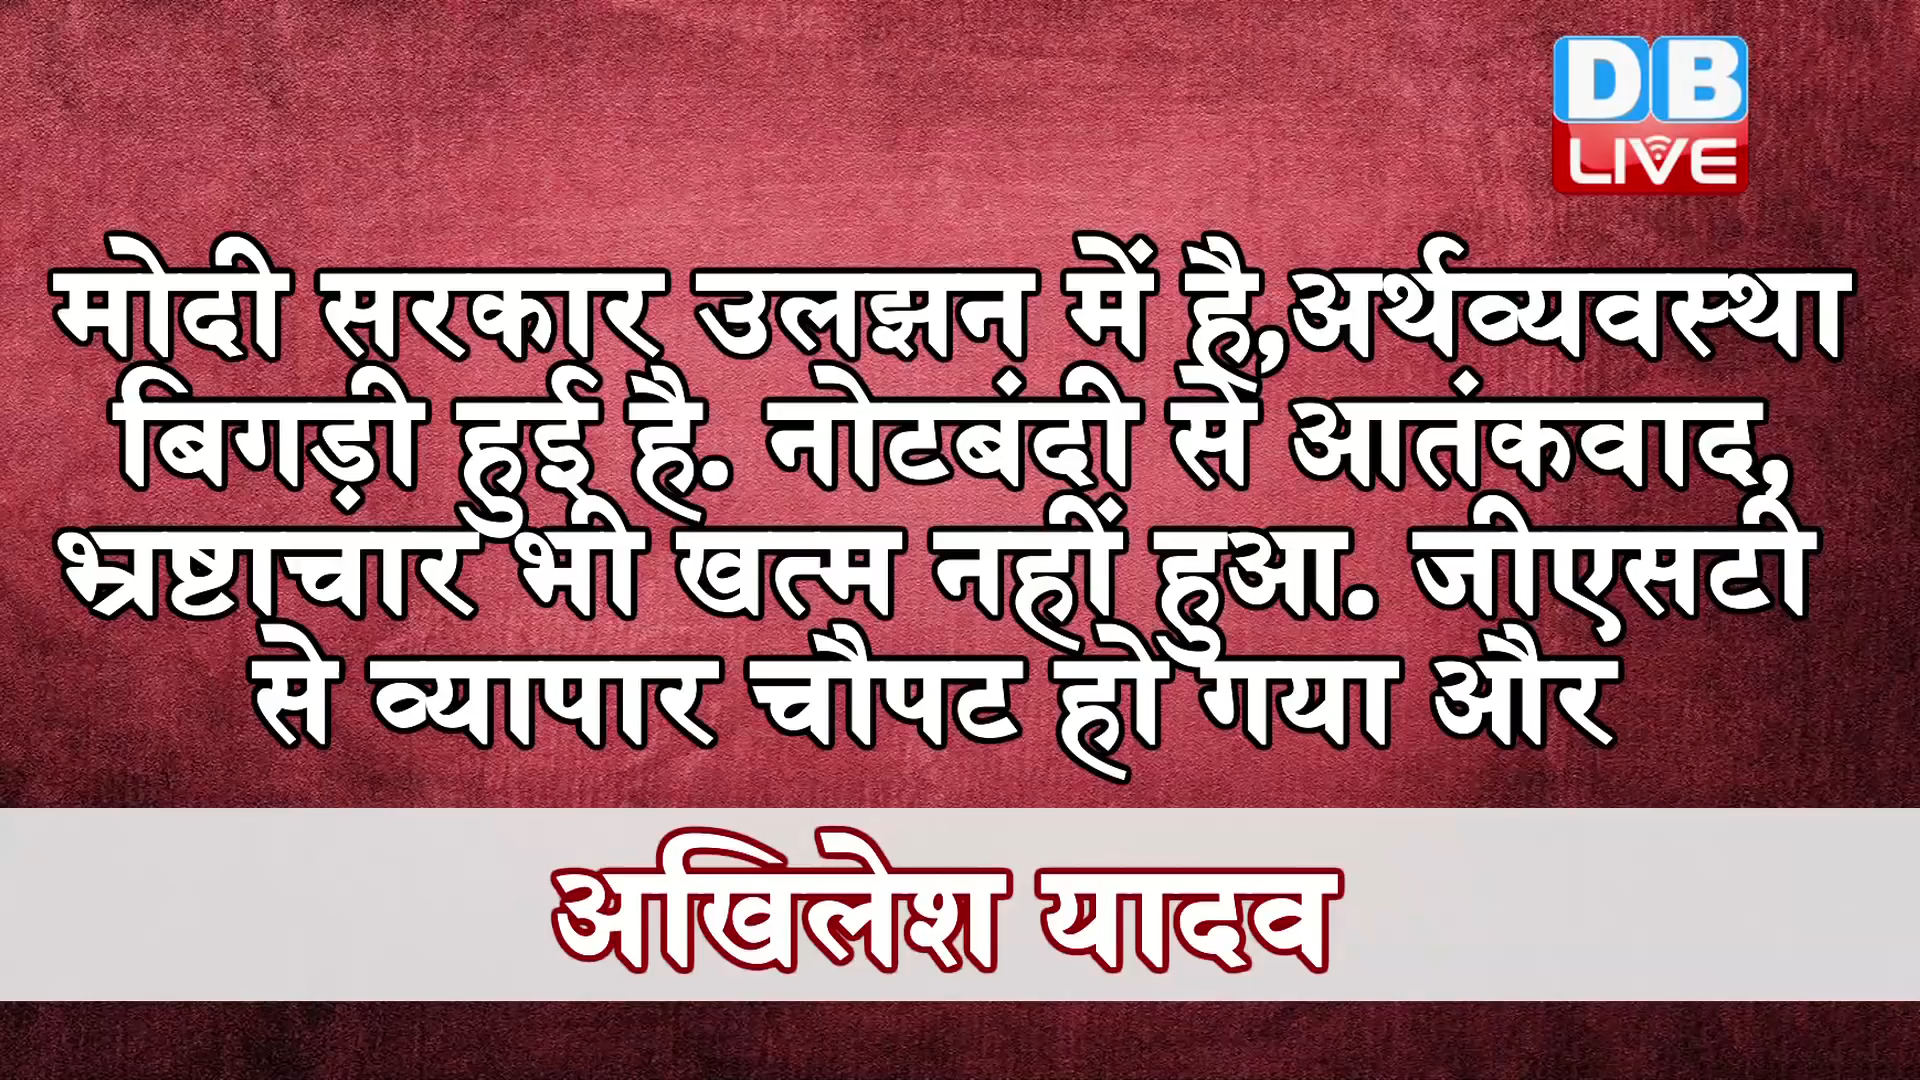 DB
LIVE
मोदी सरकार उलझन में है,अर्थव्यवस्था
बिगड़ी हुई है. नोटबंदी से आतंकवाद,
भ्रष्टाचार भी खत्म नहीं हुआ. जीएसटी
से व्यापार चौपट हो गया और
अखिलेश यादव